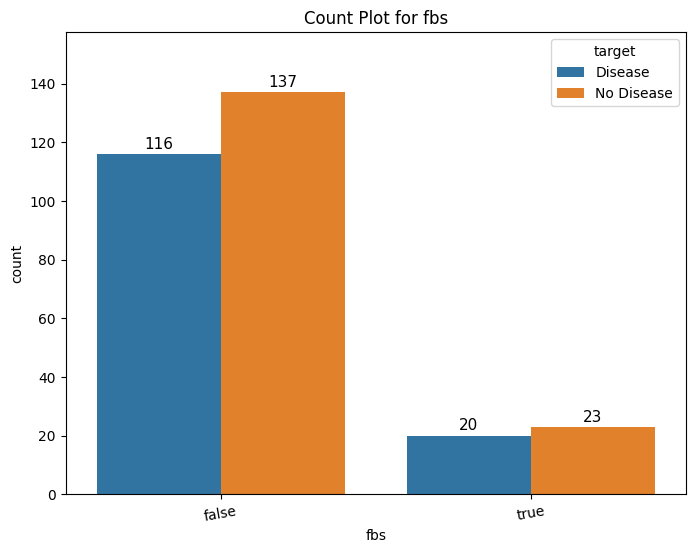 Count Plot for fbs
target
Disease
No Disease
count
140
120
100
80
60
40
20
0
116
137
20
23
false
true
fbs